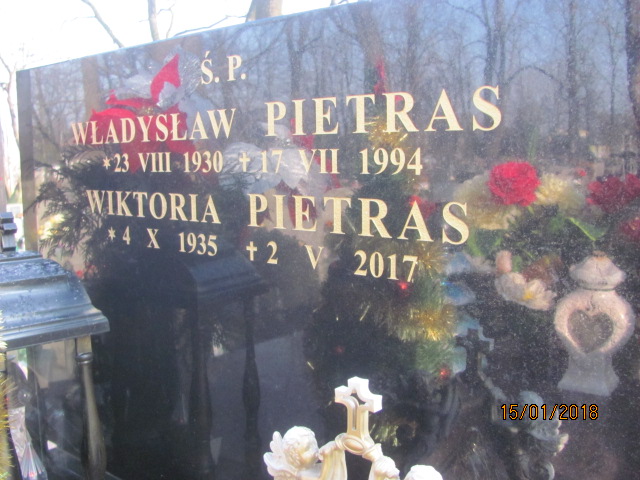 Ś. P.
WŁADYSŁAW PIETRAS
*23 VIII 1930 †17 VII 1994
WIKTORIA PIETRAS
*4 X 1935 †2 V 2017
15/01/2018